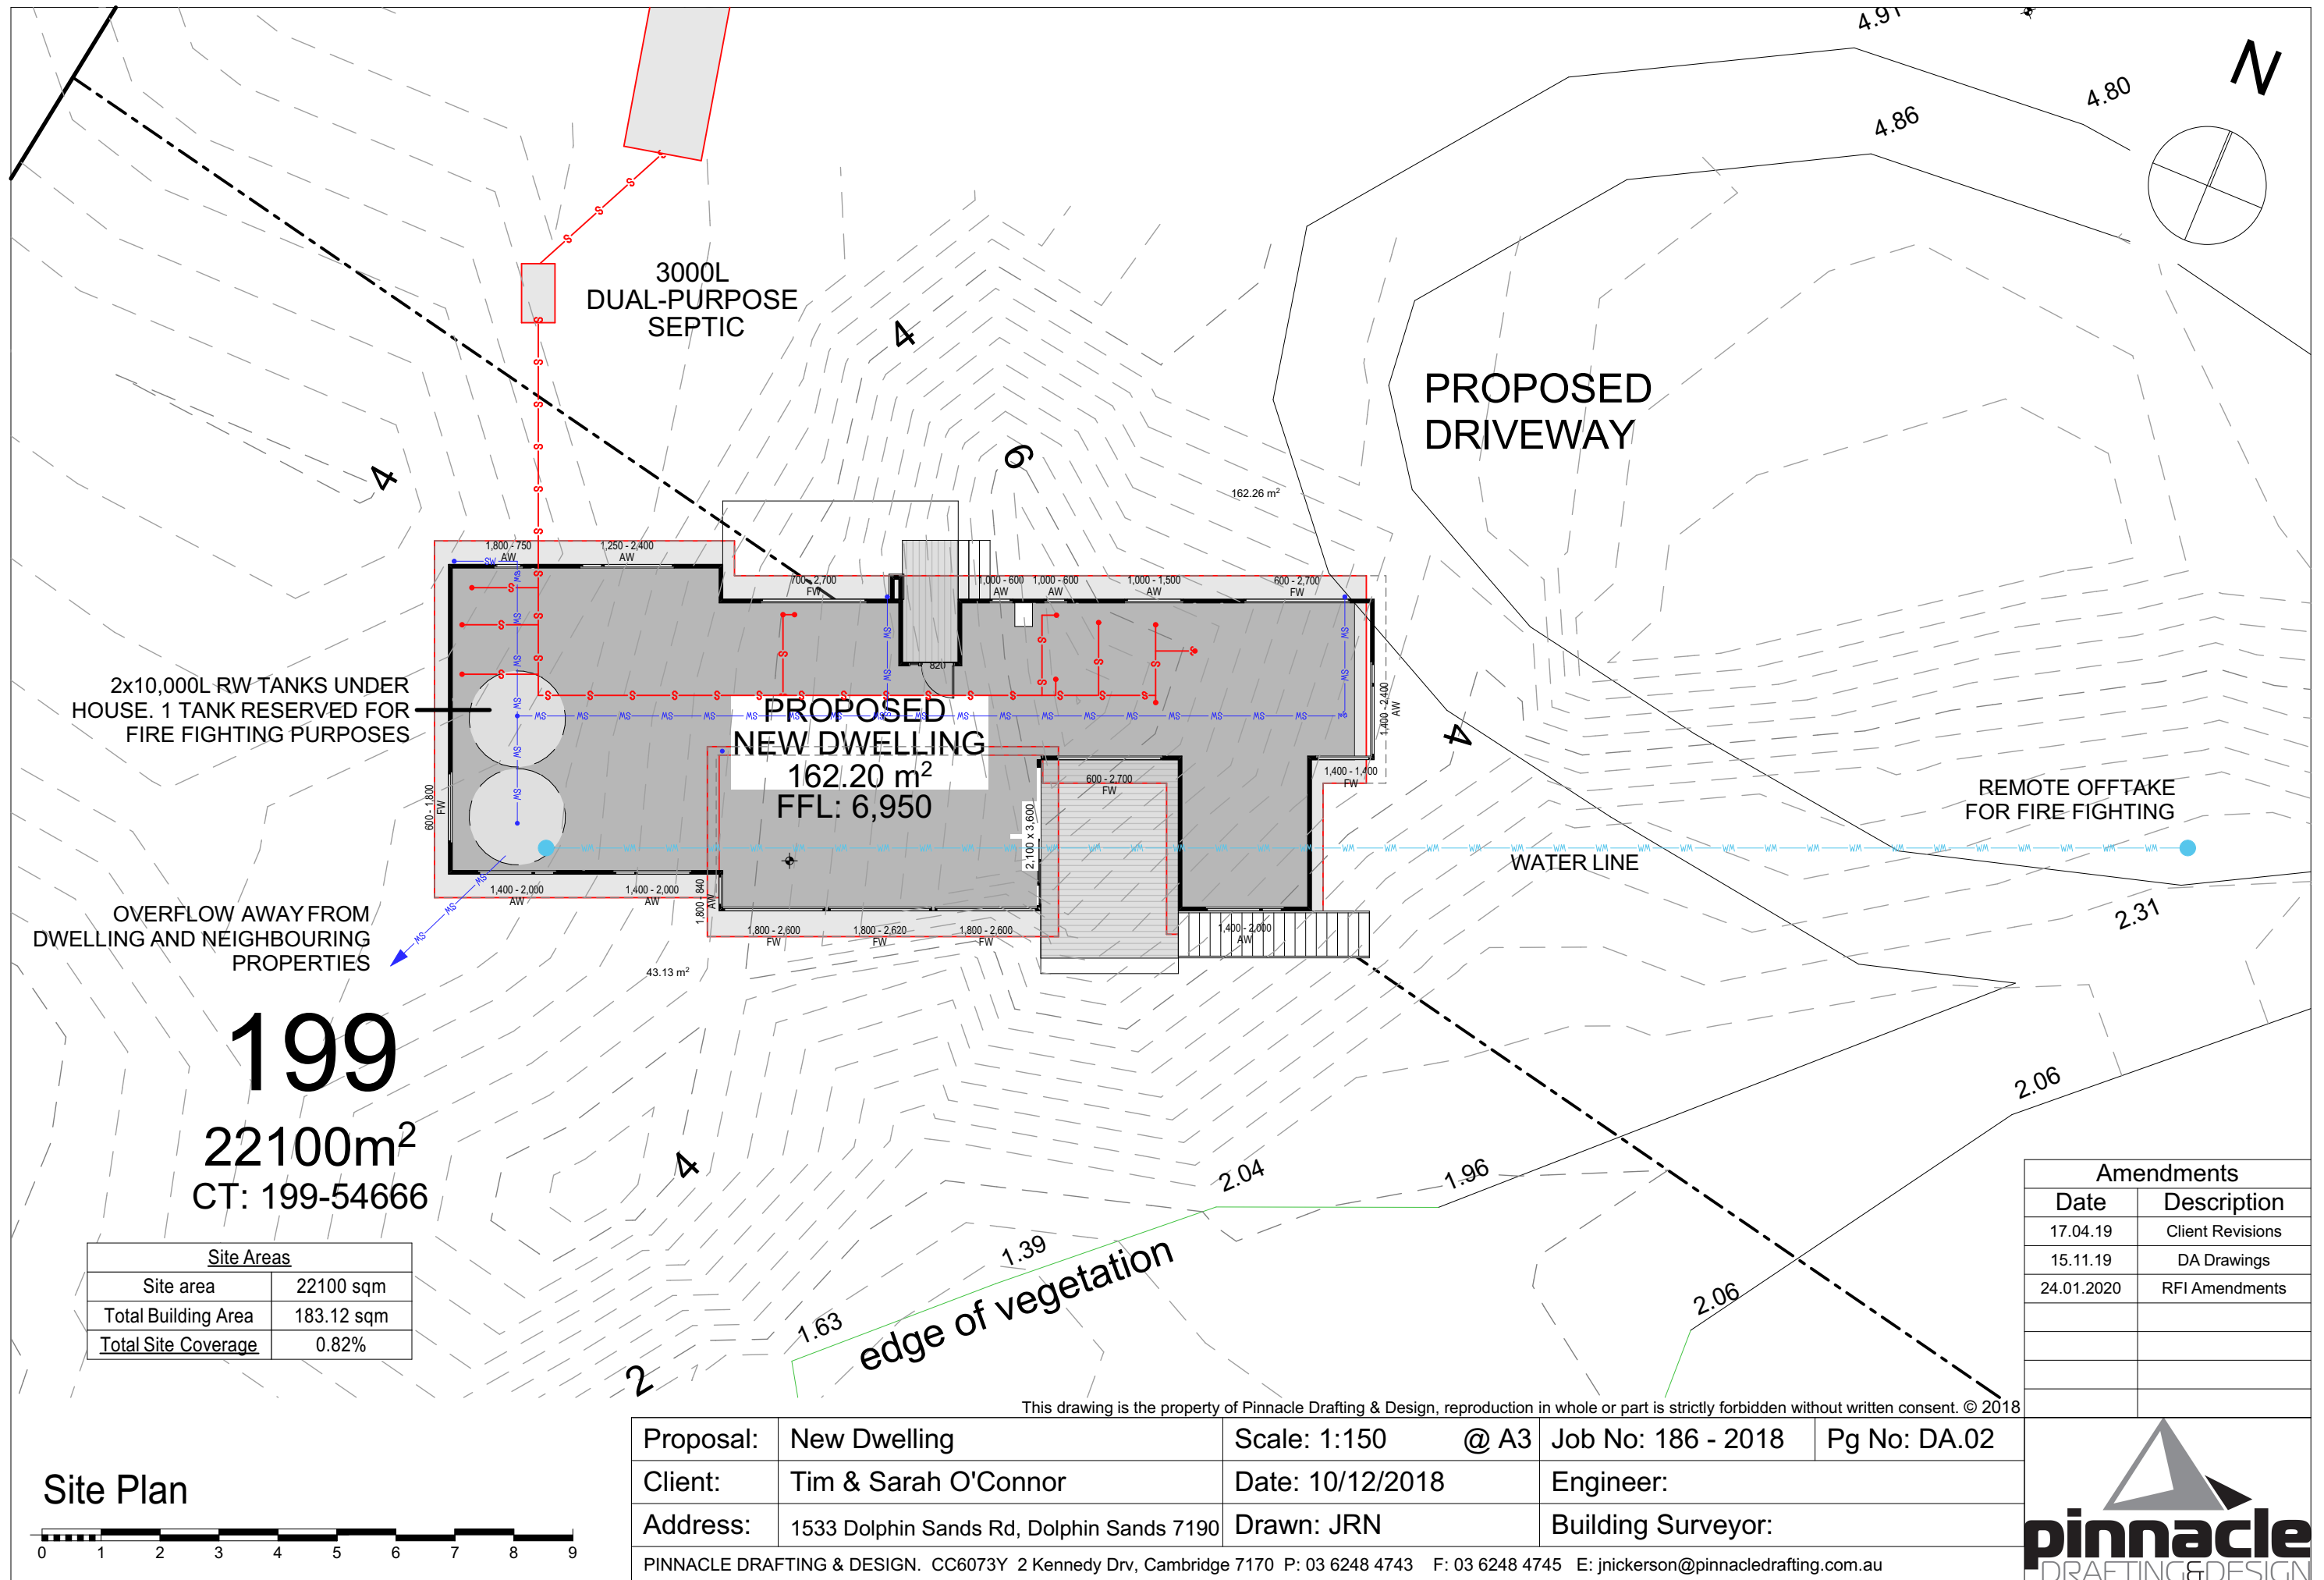 4.91
N
4.80
4.86
3000L
DUAL-PURPOSE
SEPTIC
4
PROPOSED
DRIVEWAY
6
4
162.26 m²
1,800 - 750
AW
1,250 - 2,400
AW
700 - 2,700
FW
1,000 - 600
AW
1,000 - 600
AW
1,000 - 1,500
AW
600 - 2,700
FW
820
2x10,000L RW TANKS UNDER
HOUSE. 1 TANK RESERVED FOR
FIRE FIGHTING PURPOSES
PROPOSED
NEW DWELLING
162.20 m²
FFL: 6,950
1,400 - 2,400
AW
4
1,400 - 1,400
FW
600 - 2,700
FW
600 - 1,800
FW
2,100 x 3,600
REMOTE OFFTAKE
FOR FIRE FIGHTING
WATER LINE
1,400 - 2,000
AW
1,400 - 2,000
AW
1,800 - 840
AW
1,800 - 2,600
FW
1,800 - 2,620
FW
1,800 - 2,600
FW
1,400 - 2,000
AW
OVERFLOW AWAY FROM
DWELLING AND NEIGHBOURING
PROPERTIES
2.31
43.13 m²
199
22100m²
CT: 199-54666
4
2.06
2.04
1.96
1.39
1.63
edge of vegetation
2.06
2
Site Areas
Site area 22100 sqm
Total Building Area 183.12 sqm
Total Site Coverage 0.82%
Amendments
Date Description
17.04.19 Client Revisions
15.11.19 DA Drawings
24.01.2020 RFI Amendments
This drawing is the property of Pinnacle Drafting & Design, reproduction in whole or part is strictly forbidden without written consent. © 2018
Proposal: New Dwelling Scale: 1:150 @ A3 Job No: 186 - 2018 Pg No: DA.02
Client: Tim & Sarah O'Connor Date: 10/12/2018 Engineer:
Address: 1533 Dolphin Sands Rd, Dolphin Sands 7190 Drawn: JRN Building Surveyor:
PINNACLE DRAFTING & DESIGN. CC6073Y 2 Kennedy Drv, Cambridge 7170 P: 03 6248 4743 F: 03 6248 4745 E: jnickerson@pinnacledrafting.com.au
Site Plan
0 1 2 3 4 5 6 7 8 9
pinnacle
DRAFTING&DESIGN